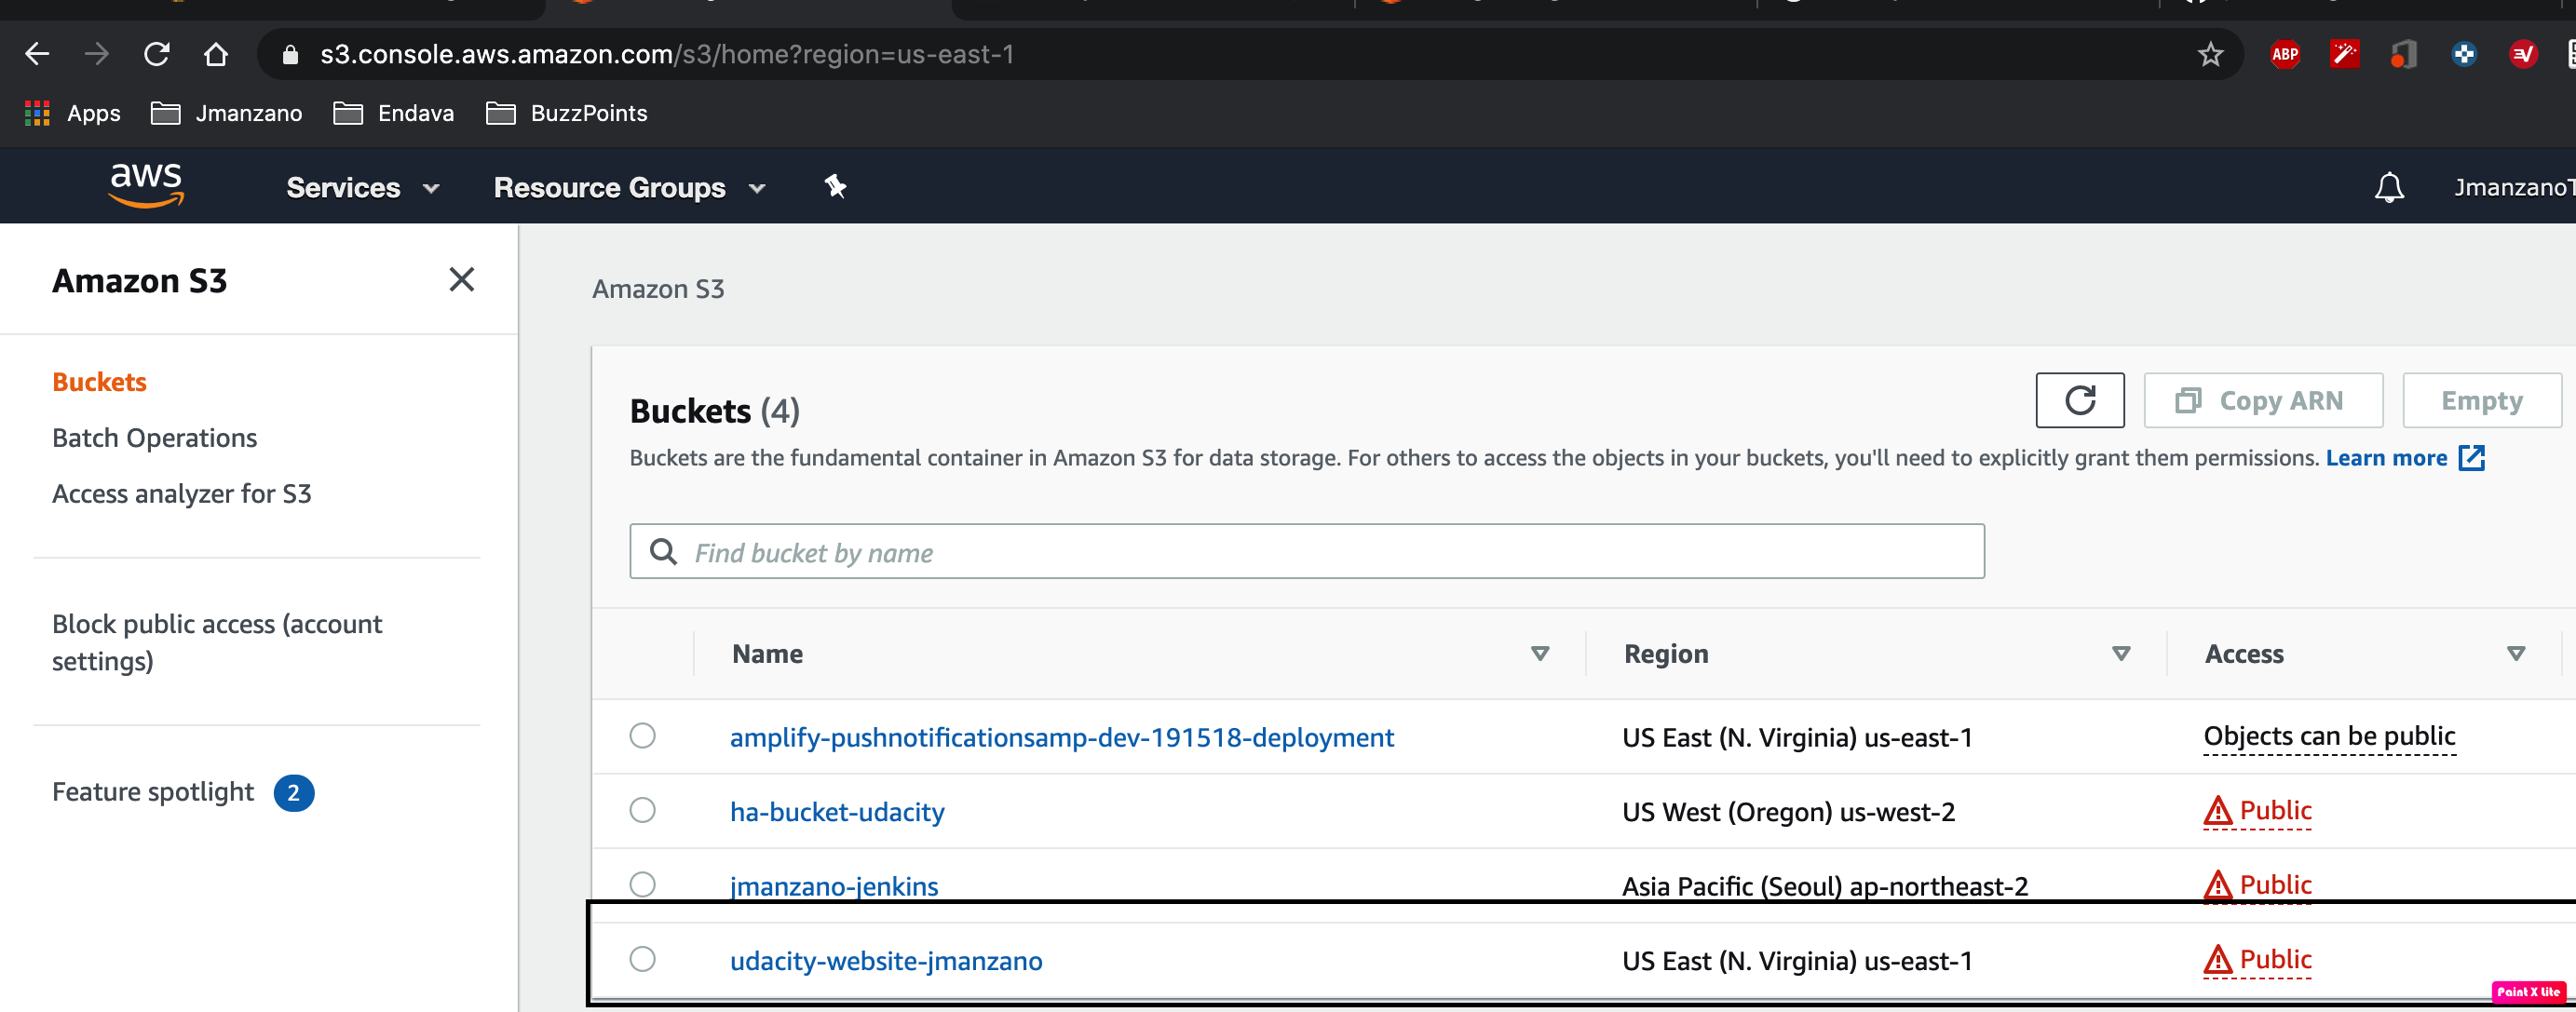 s3.console.aws.amazon.com/s3/home?region=us-east-1
ABP
Apps Jmanzano Endava BuzzPoints
aws Services Resource Groups JmanzanoT
Amazon S3
Buckets
Batch Operations
Access analyzer for S3
Block public access (account
settings)
Feature spotlight 2
Amazon S3
Buckets (4)
Copy ARN Empty
Buckets are the fundamental container in Amazon S3 for data storage. For others to access the objects in your buckets, you'll need to explicitly grant them permissions. Learn more
Find bucket by name
Name Region Access
amplify-pushnotificationsamp-dev-191518-deployment US East (N. Virginia) us-east-1 Objects can be public
ha-bucket-udacity US West (Oregon) us-west-2 Public
jmanzano-jenkins Asia Pacific (Seoul) ap-northeast-2 Public
udacity-website-jmanzano US East (N. Virginia) us-east-1 Public
Paint X Lite